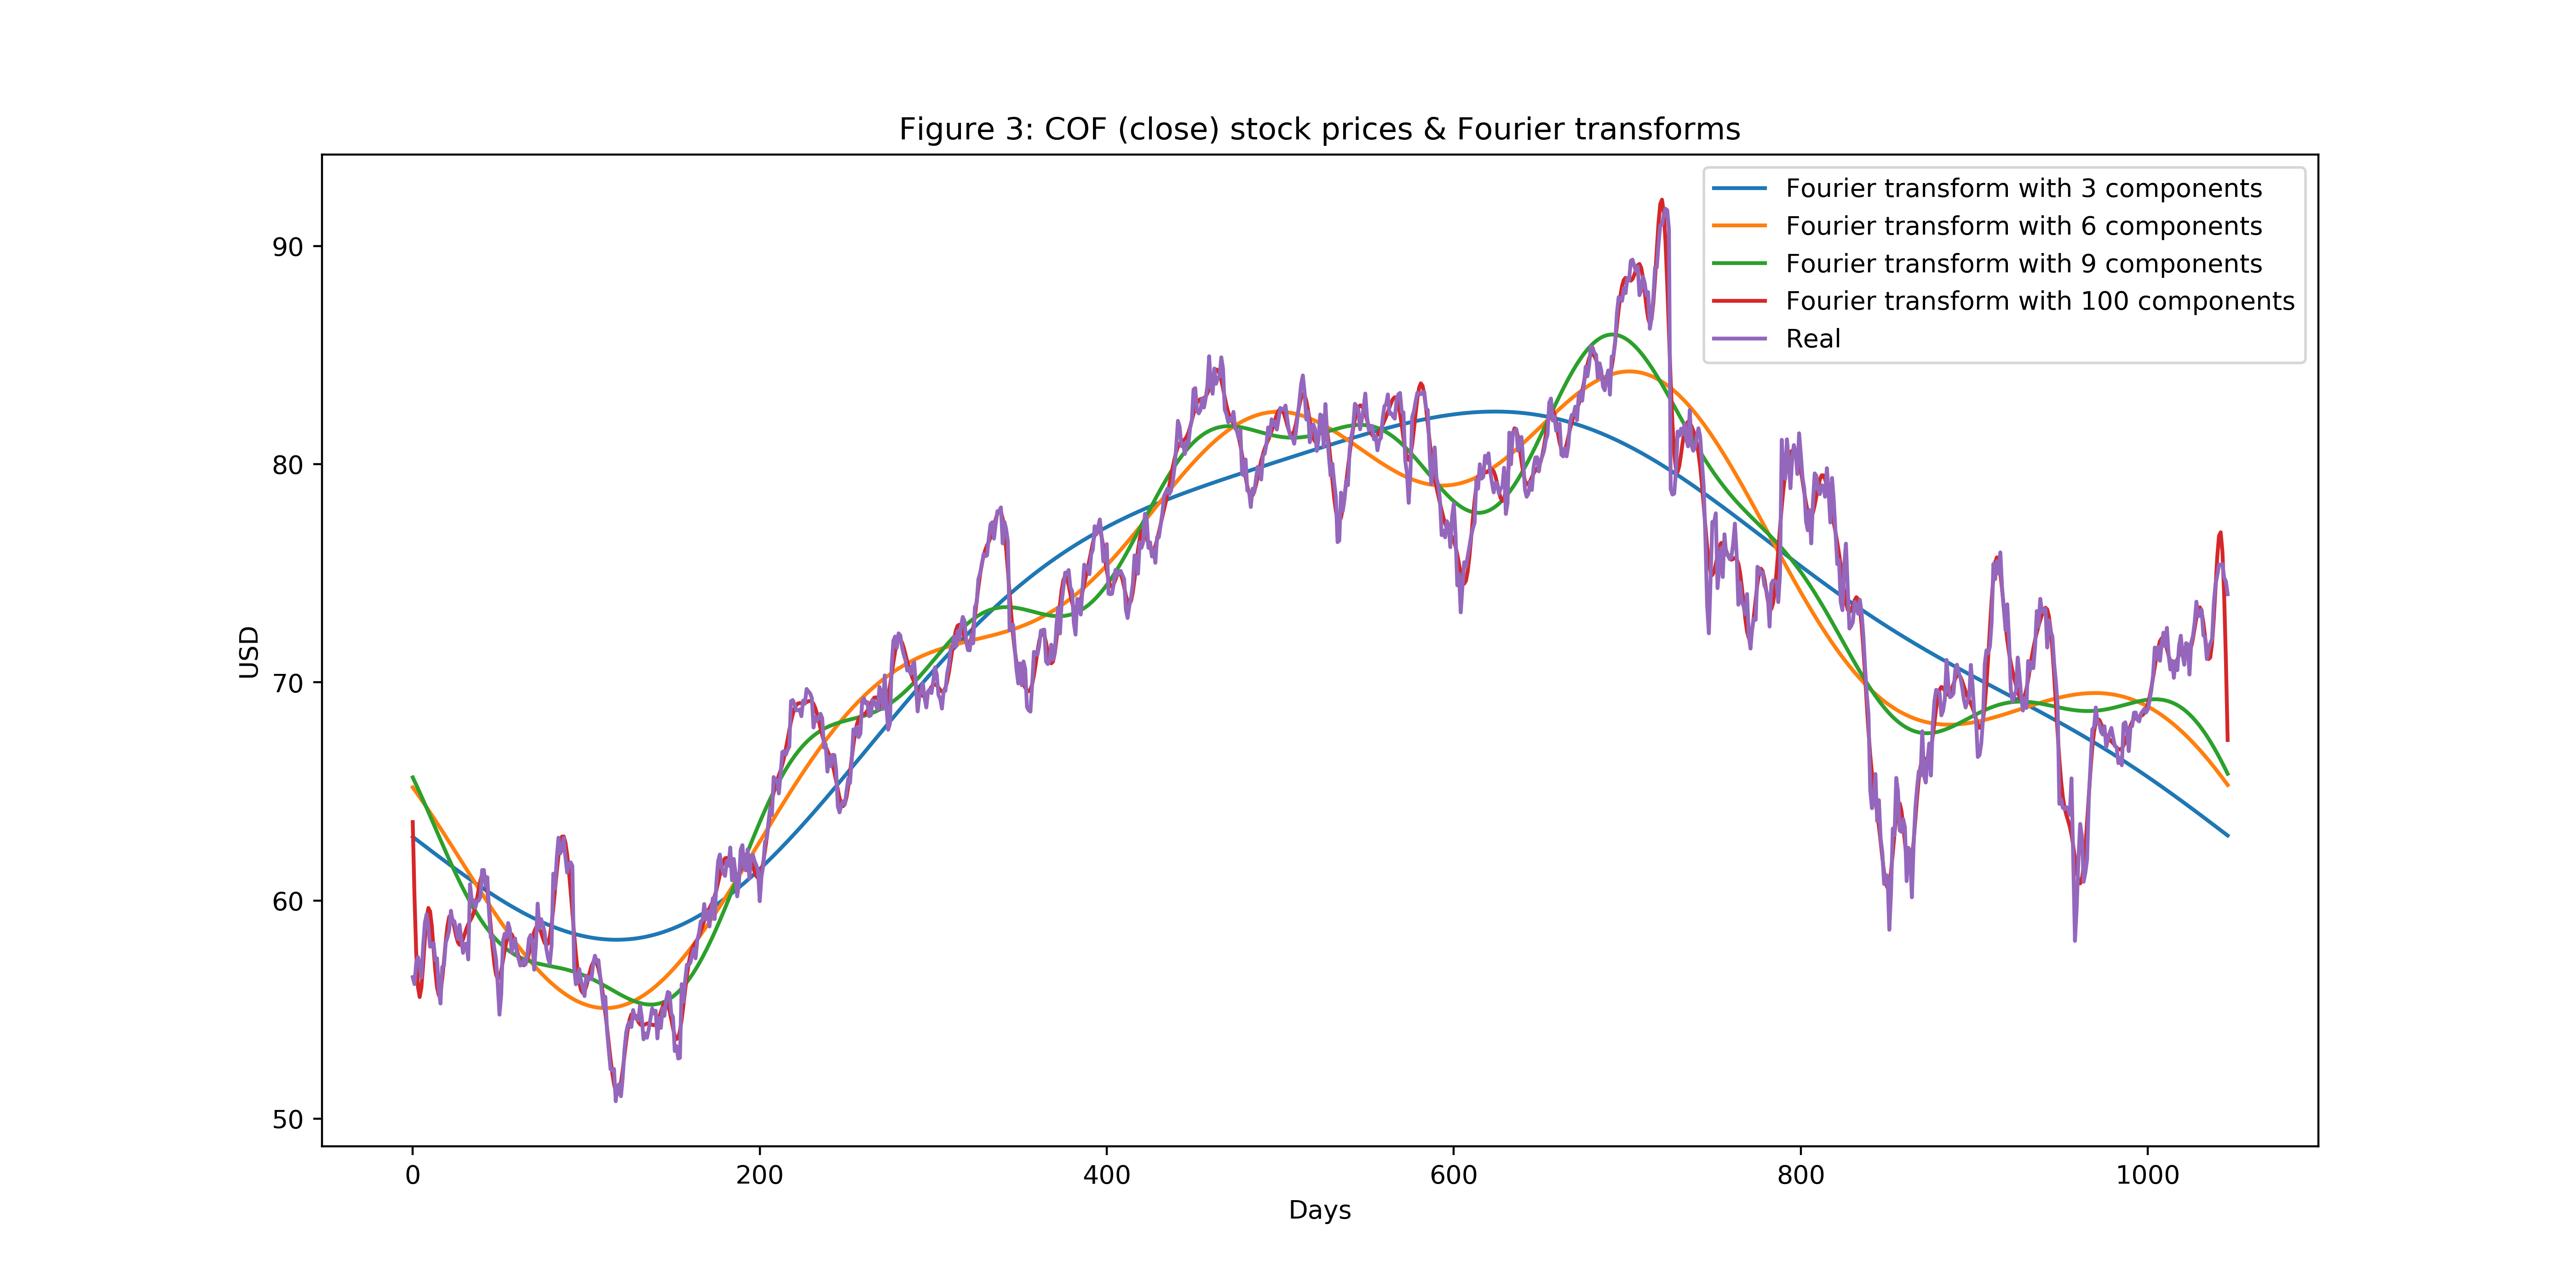 Figure 3: COF (close) stock prices & Fourier transforms
Fourier transform with 3 components
Fourier transform with 6 components
Fourier transform with 9 components
Fourier transform with 100 components
Real
90
80
70
60
50
USD
0 200 400 600 800 1000
Days